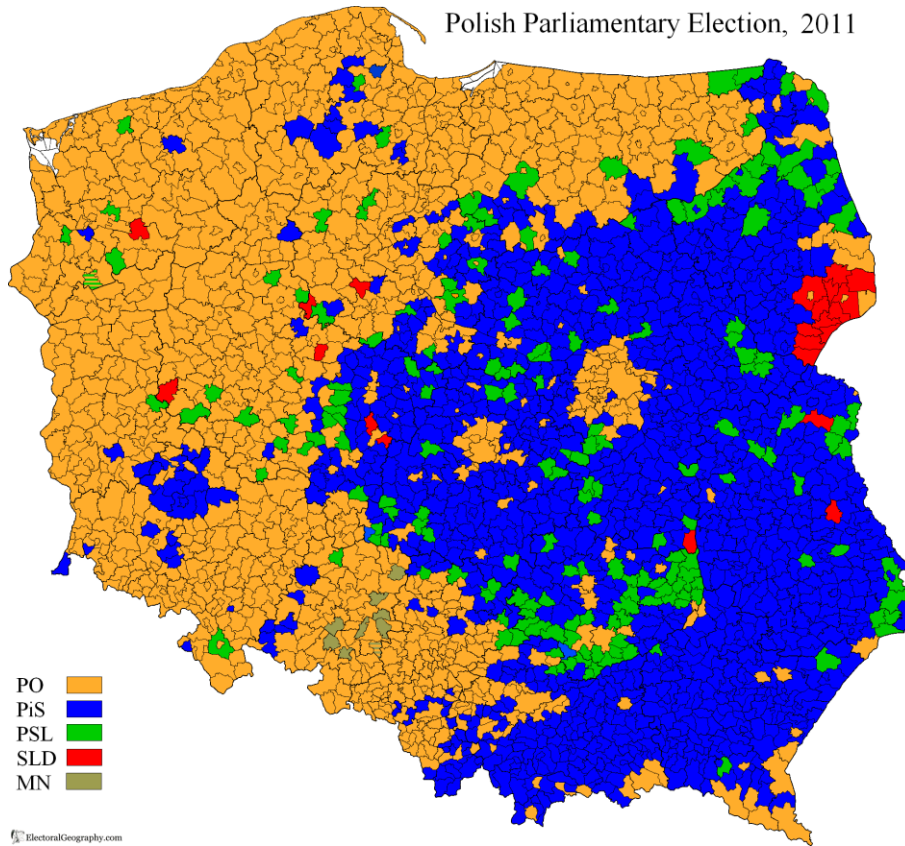 Polish Parliamentary Election, 2011
PO
PiS
PSL
SLD
MN
ElectoralGeography.com